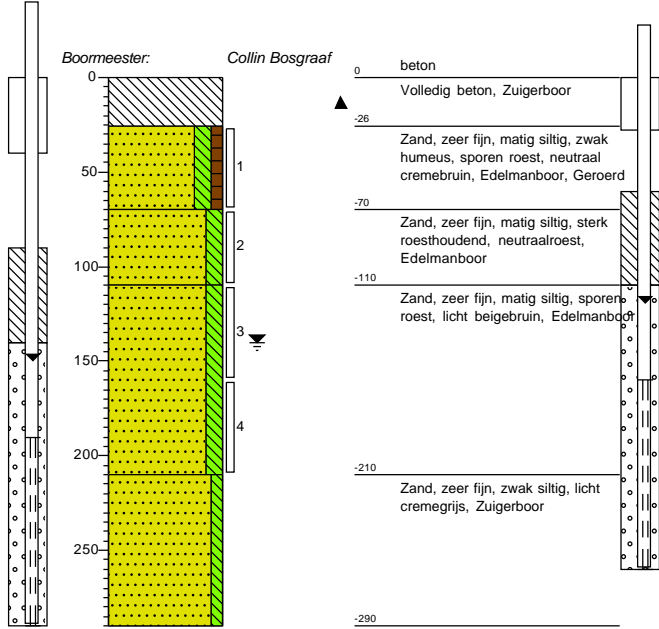 Boormeester: Collin Bosgraaf
0
50
100
150
200
250
1
2
3
4
0
beton
Volledig beton, Zuigerboor
-26
Zand, zeer fijn, matig siltig, zwak
humeus, sporen roest, neutraal
cremebruin, Edelmanboor, Geroerd
-70
Zand, zeer fijn, matig siltig, sterk
roesthoudend, neutraalroest,
Edelmanboor
-110
Zand, zeer fijn, matig siltig, sporen
roest, licht beigebruin, Edelmanboor
-210
Zand, zeer fijn, zwak siltig, licht
cremegrijs, Zuigerboor
-290